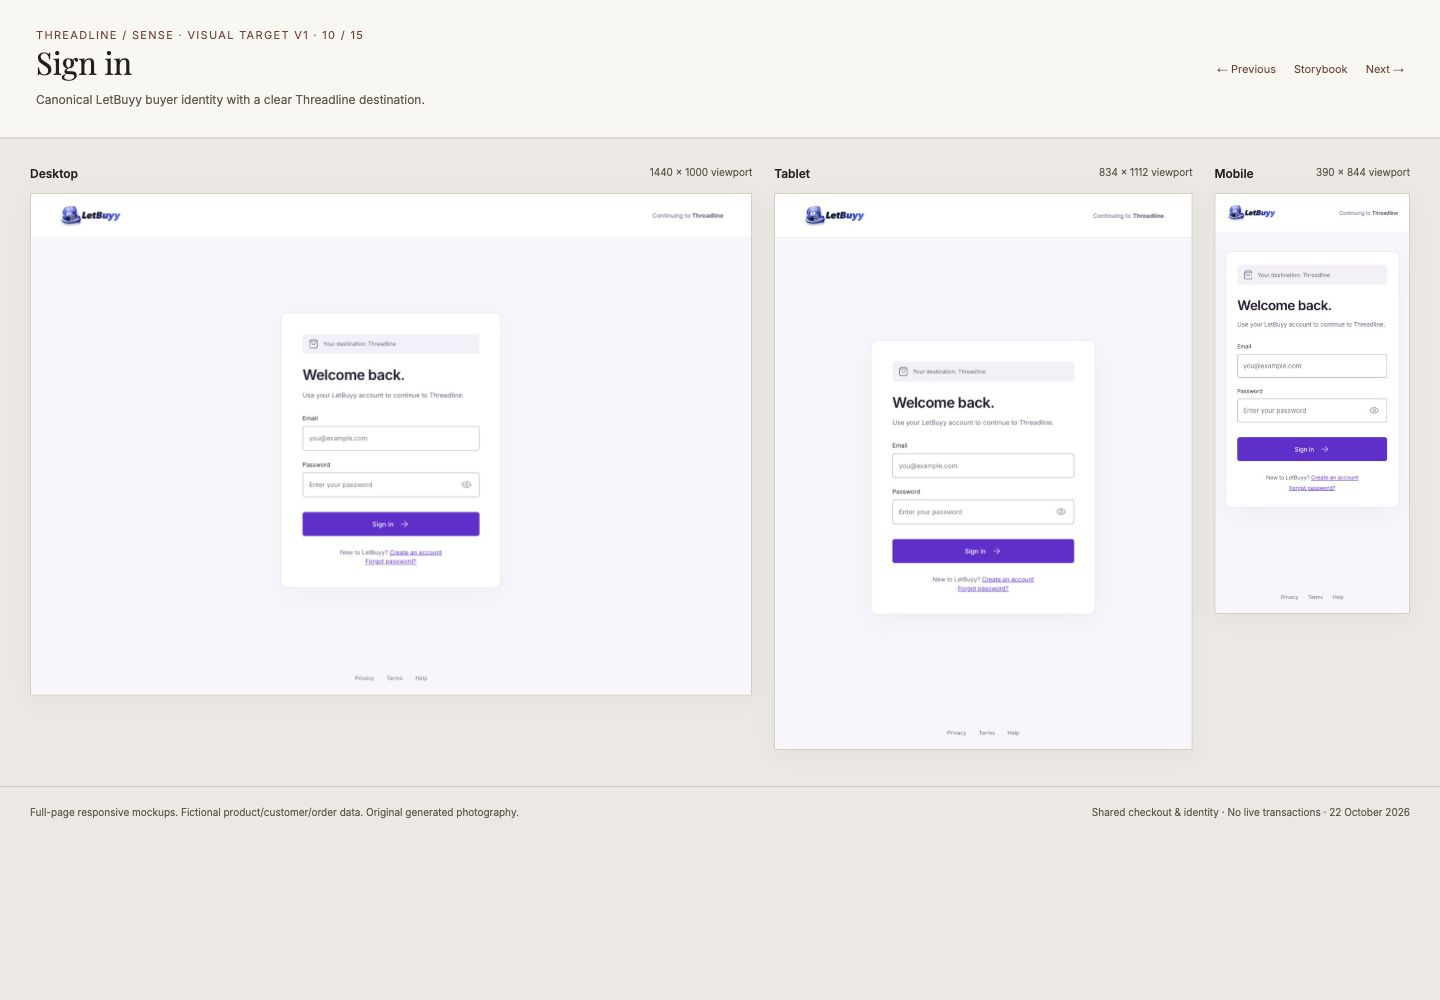 THREADLINE / SENSE · VISUAL TARGET V1 · 10 / 15
Sign in
Canonical LetBuyy buyer identity with a clear Threadline destination.
← Previous Storybook Next →
Desktop 1440 × 1000 viewport
LetBuyy Continuing to Threadline
Your destination: Threadline
Welcome back.
Use your LetBuyy account to continue to Threadline.
Email
you@example.com
Password
Enter your password
Sign in →
New to LetBuyy? Create an account
Forgot password?
Privacy Terms Help
Tablet 834 × 1112 viewport
LetBuyy Continuing to Threadline
Your destination: Threadline
Welcome back.
Use your LetBuyy account to continue to Threadline.
Email
you@example.com
Password
Enter your password
Sign in →
New to LetBuyy? Create an account
Forgot password?
Privacy Terms Help
Mobile 390 × 844 viewport
LetBuyy Continuing to Threadline
Your destination: Threadline
Welcome back.
Use your LetBuyy account to continue to Threadline.
Email
you@example.com
Password
Enter your password
Sign in →
New to LetBuyy? Create an account
Forgot password?
Privacy Terms Help
Full-page responsive mockups. Fictional product/customer/order data. Original generated photography.
Shared checkout & identity · No live transactions · 22 October 2026